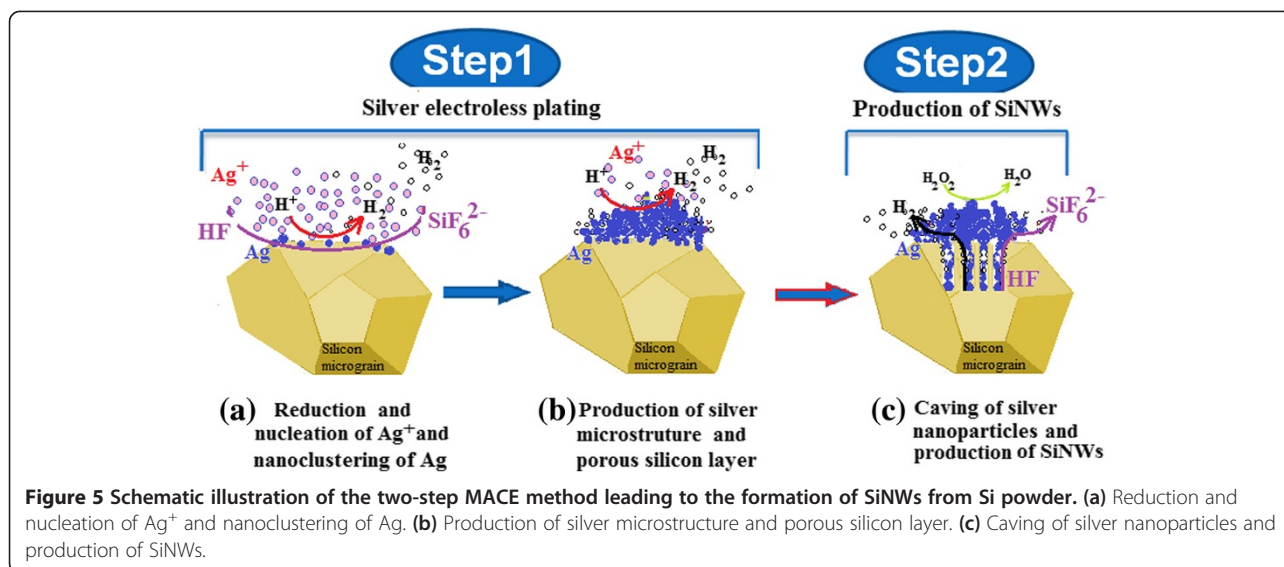 Step1
Step2
Silver electroless plating
Production of SiNWs
Ag⁺
H⁺
H₂
H₂
HF
SiF₆²⁻
Ag
Silicon
micrograin
Ag⁺
H⁺
H₂
H₂
Ag
Silicon
micrograin
H₂O₂
H₂O
H₂
SiF₆²⁻
Ag
HF
Silicon
micrograin
(a) Reduction and
nucleation of Ag⁺ and
nanoclustering of Ag
(b) Production of silver
microstruture and
porous silicon layer
(c) Caving of silver
nanoparticles and
production of SiNWs
Figure 5 Schematic illustration of the two-step MACE method leading to the formation of SiNWs from Si powder. (a) Reduction and
nucleation of Ag⁺ and nanoclustering of Ag. (b) Production of silver microstructure and porous silicon layer. (c) Caving of silver nanoparticles and
production of SiNWs.